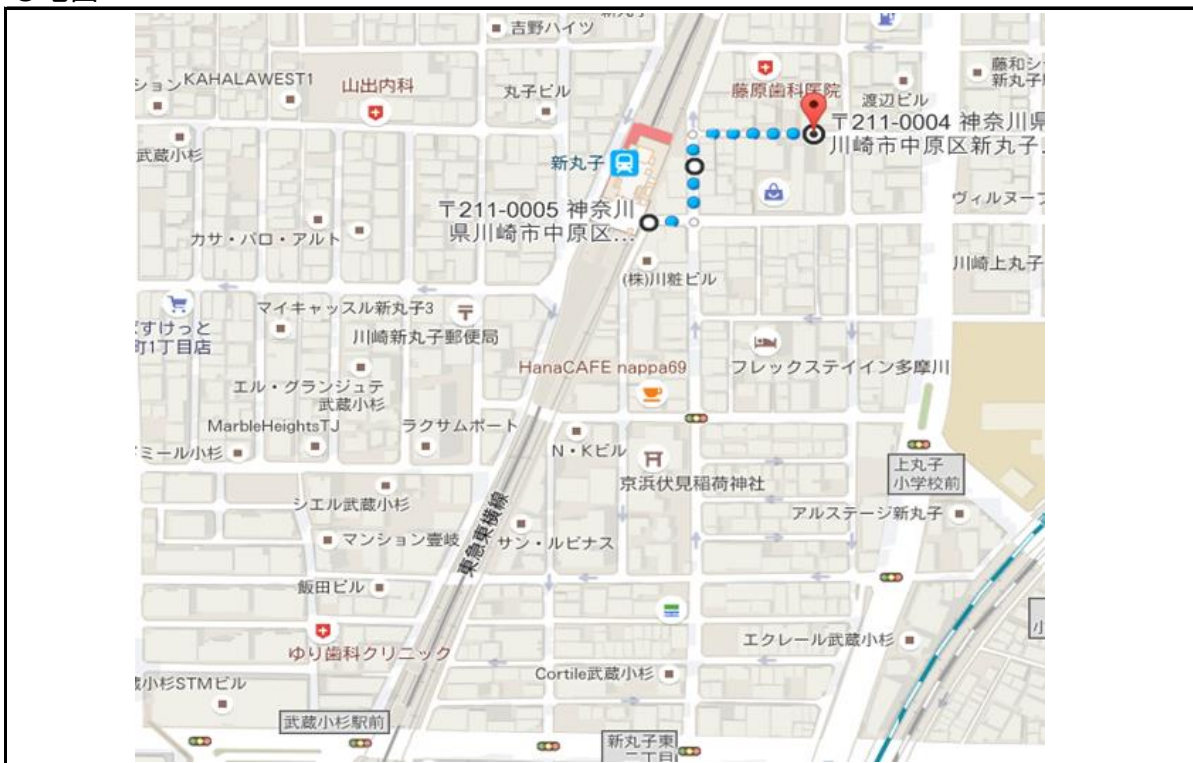 吉野ハイツ
藤和シ
新丸子
ション
KAHALAWEST1
山出内科
丸子ビル
藤原歯科医院
渡辺ビル
〒211-0004 神奈川県
川崎市中原区新丸子...
武蔵小杉
新丸子
〒211-0005 神奈川
県川崎市中原区...
ヴィルヌーブ
カサ・バロ・アルト
(株)川粧ビル
川崎上丸子
マイキャッスル新丸子3
ばすけっと
町1丁目店
川崎新丸子郵便局
HanaCAFE nappa69
フレックステイイン多摩川
エル・グランジュテ
武蔵小杉
MarbleHeightsTJ
ラクサムポート
ドミール小杉
N・Kビル
京浜伏見稲荷神社
上丸子
小学校前
シエル武蔵小杉
アルステージ新丸子
東急東横線
マンション壹岐
サン・ルビナス
飯田ビル
小
エクレール武蔵小杉
ゆり歯科クリニック
Cortile武蔵小杉
小杉STMビル
武蔵小杉駅前
新丸子東
二丁目